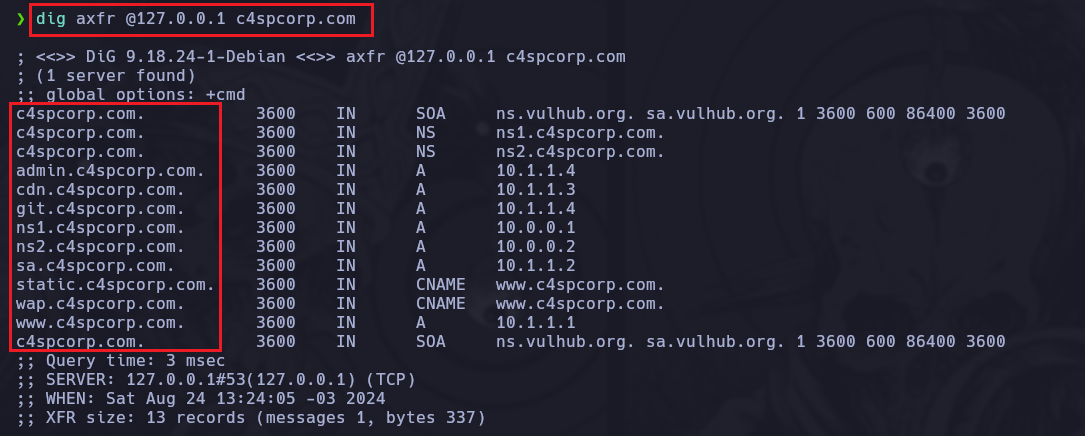 ❯ dig axfr @127.0.0.1 c4spcorp.com
; <<>> DiG 9.18.24-1-Debian <<>> axfr @127.0.0.1 c4spcorp.com
; (1 server found)
;; global options: +cmd
c4spcorp.com. 3600 IN SOA ns.vulhub.org. sa.vulhub.org. 1 3600 600 86400 3600
c4spcorp.com. 3600 IN NS ns1.c4spcorp.com.
c4spcorp.com. 3600 IN NS ns2.c4spcorp.com.
admin.c4spcorp.com. 3600 IN A 10.1.1.4
cdn.c4spcorp.com. 3600 IN A 10.1.1.3
git.c4spcorp.com. 3600 IN A 10.1.1.4
ns1.c4spcorp.com. 3600 IN A 10.0.0.1
ns2.c4spcorp.com. 3600 IN A 10.0.0.2
sa.c4spcorp.com. 3600 IN A 10.1.1.2
static.c4spcorp.com. 3600 IN CNAME www.c4spcorp.com.
wap.c4spcorp.com. 3600 IN CNAME www.c4spcorp.com.
www.c4spcorp.com. 3600 IN A 10.1.1.1
c4spcorp.com. 3600 IN SOA ns.vulhub.org. sa.vulhub.org. 1 3600 600 86400 3600
;; Query time: 3 msec
;; SERVER: 127.0.0.1#53(127.0.0.1) (TCP)
;; WHEN: Sat Aug 24 13:24:05 -03 2024
;; XFR size: 13 records (messages 1, bytes 337)